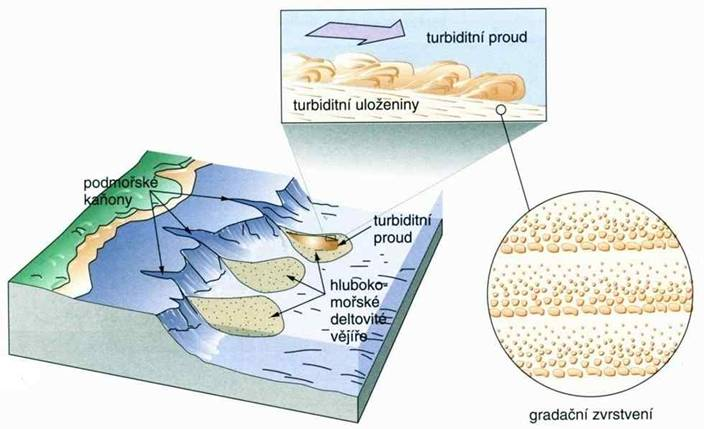 turbiditní proud
turbiditní uloženiny
podmořské
kaňony
turbiditní
proud
hluboko-
mořské
deltovité
vějíře
gradační zvrstvení